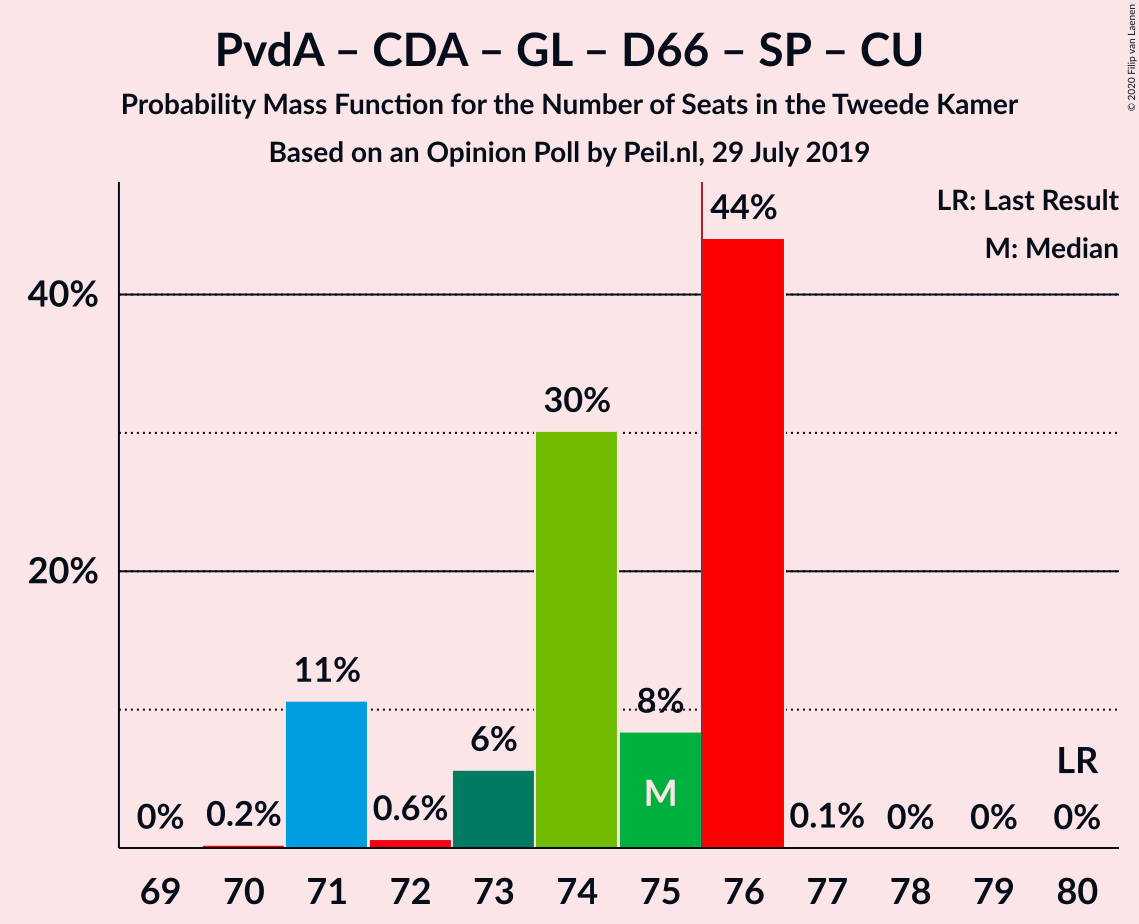 PvdA – CDA – GL – D66 – SP – CU
Probability Mass Function for the Number of Seats in the Tweede Kamer
Based on an Opinion Poll by Peil.nl, 29 July 2019
© 2020 Filip van Laenen
LR: Last Result
M: Median
44%
40%
30%
20%
11%
8%
6%
M
LR
0% 0.2% 0.6% 0.1% 0% 0% 0%
69 70 71 72 73 74 75 76 77 78 79 80